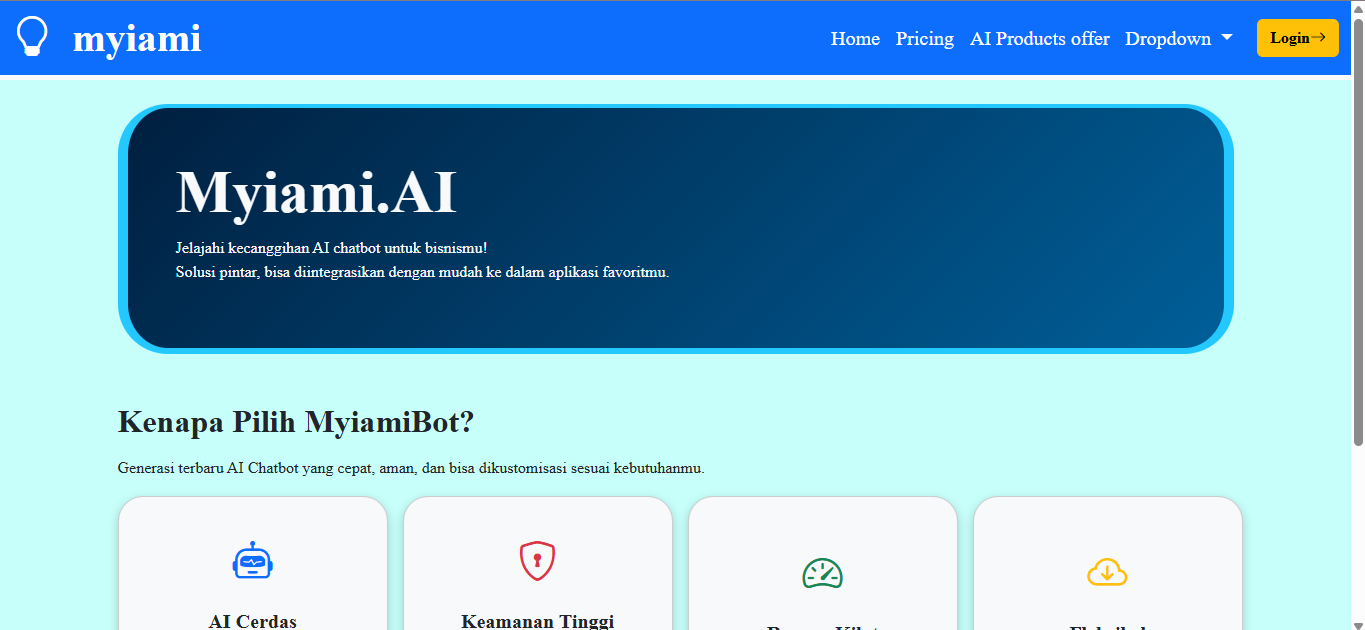 myiami
Home Pricing AI Products offer Dropdown Login
Myiami.AI
Jelajahi kecanggihan AI chatbot untuk bisnismu!
Solusi pintar, bisa diintegrasikan dengan mudah ke dalam aplikasi favoritmu.
Kenapa Pilih MyiamiBot?
Generasi terbaru AI Chatbot yang cepat, aman, dan bisa dikustomisasi sesuai kebutuhanmu.
AI Cerdas
Keamanan Tinggi